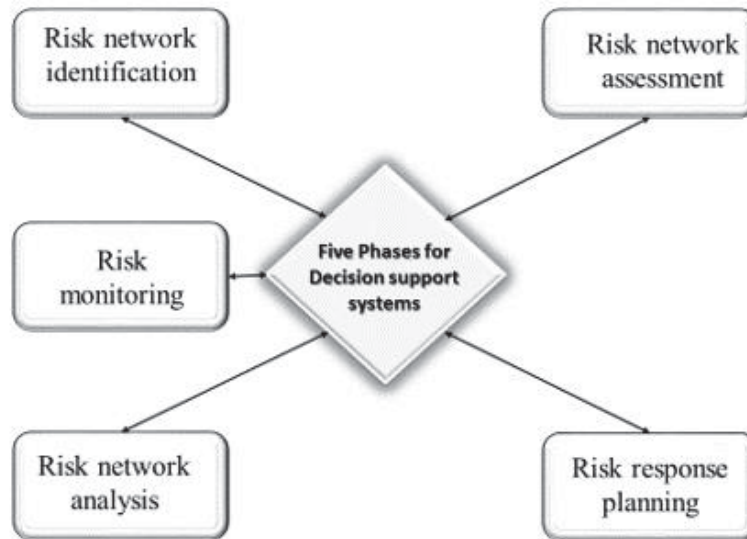 Risk network
identification
Risk network
assessment
Five Phases for
Decision support
systems
Risk
monitoring
Risk network
analysis
Risk response
planning